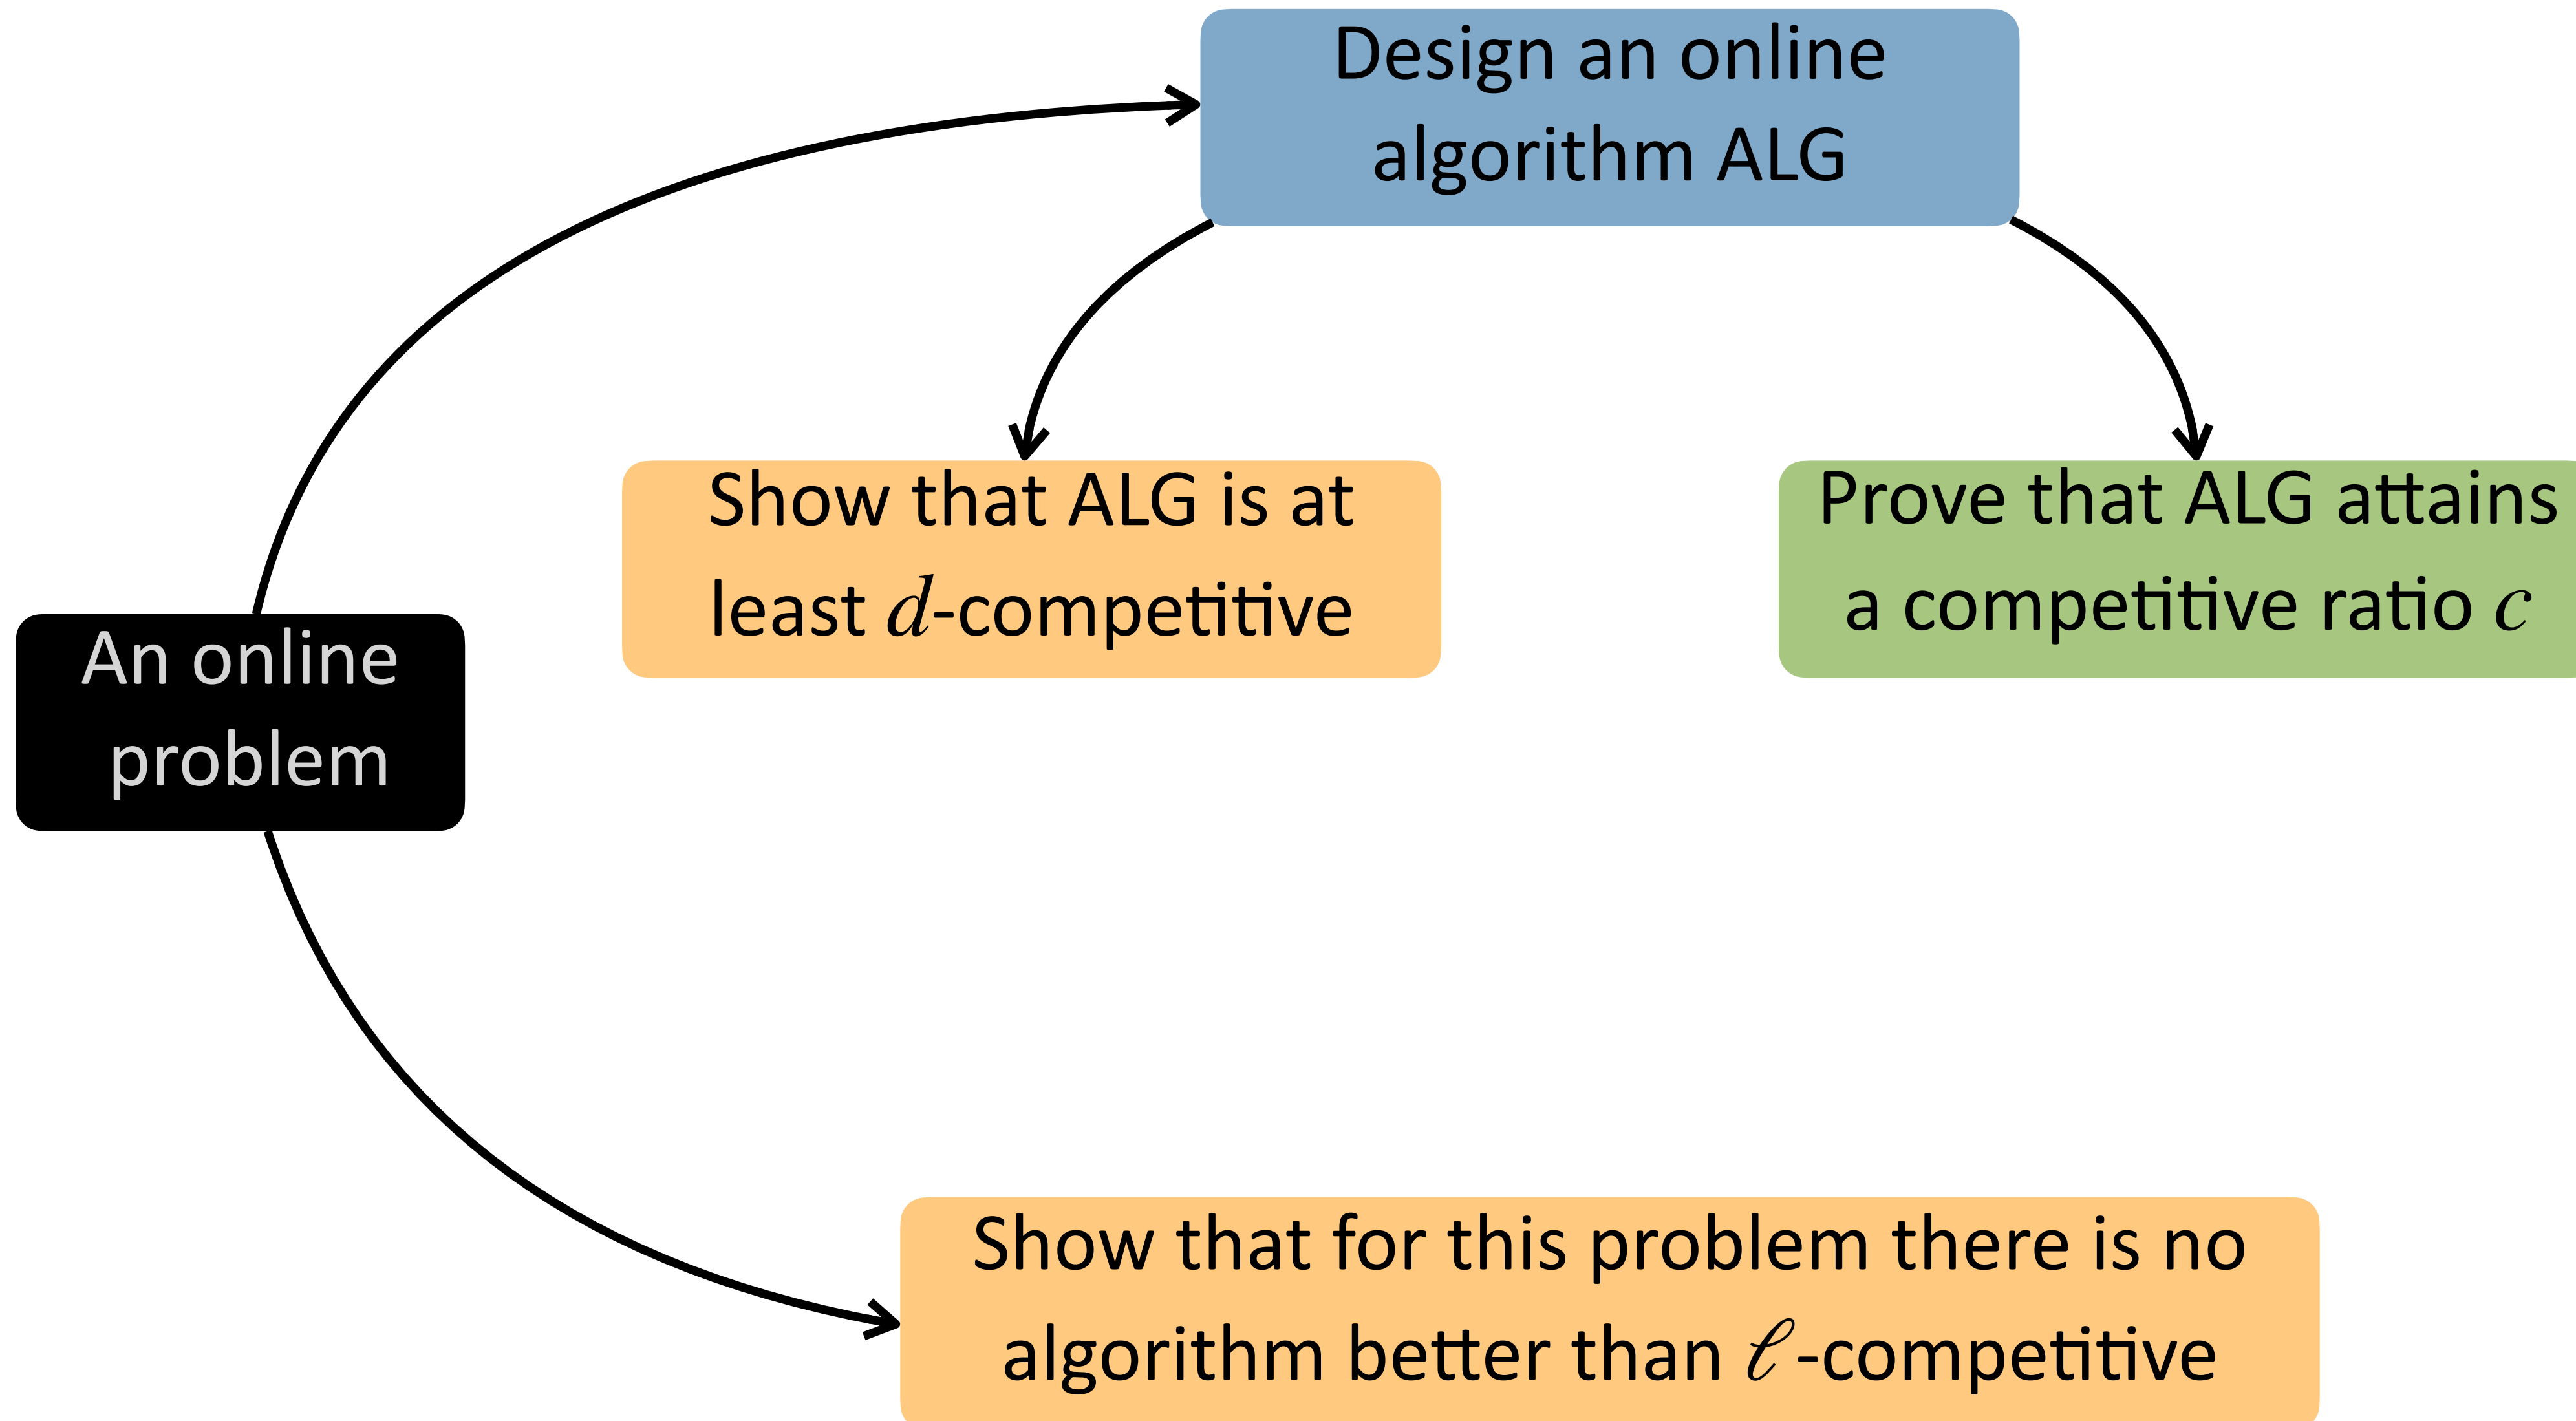 Design an online
algorithm ALG
Show that ALG is at
least d-competitive
Prove that ALG attains
a competitive ratio c
An online
problem
Show that for this problem there is no
algorithm better than ℓ-competitive